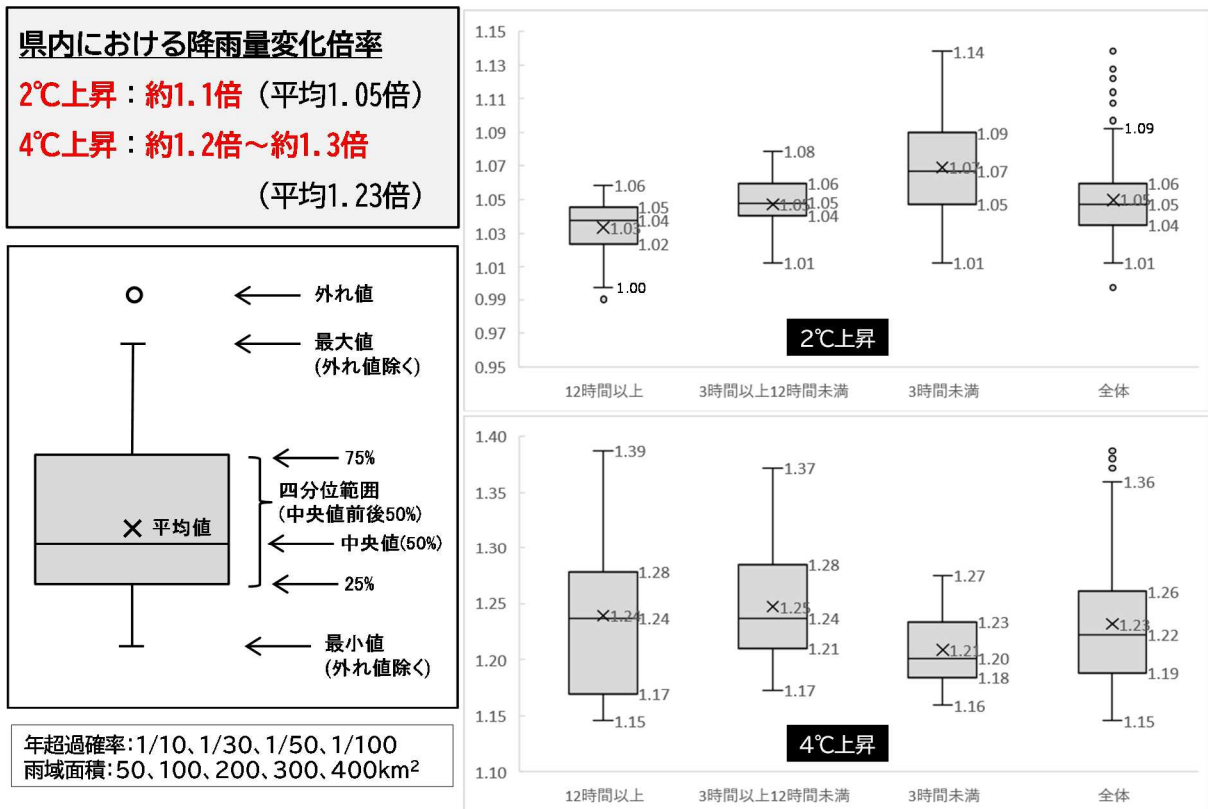 県内における降雨量変化倍率
2℃上昇：約1.1倍（平均1.05倍）
4℃上昇：約1.2倍～約1.3倍
（平均1.23倍）
外れ値
最大値
(外れ値除く)
75%
四分位範囲
(中央値前後50%)
平均値
中央値(50%)
25%
最小値
(外れ値除く)
年超過確率：1/10、1/30、1/50、1/100
雨域面積：50、100、200、300、400km²
1.15
1.13
1.11
1.09
1.07
1.05
1.03
1.01
0.99
0.97
0.95
1.06
1.05
1.04
1.03
1.02
1.00
1.08
1.06
1.05
1.05
1.04
1.01
1.14
1.09
1.07
1.07
1.05
1.01
1.09
1.06
1.05
1.05
1.04
1.01
2℃上昇
12時間以上
3時間以上12時間未満
3時間未満
全体
1.40
1.35
1.30
1.25
1.20
1.15
1.10
1.39
1.28
1.24
1.24
1.17
1.15
1.37
1.28
1.25
1.24
1.21
1.17
1.27
1.23
1.21
1.20
1.18
1.16
1.36
1.26
1.23
1.22
1.19
1.15
4℃上昇
12時間以上
3時間以上12時間未満
3時間未満
全体